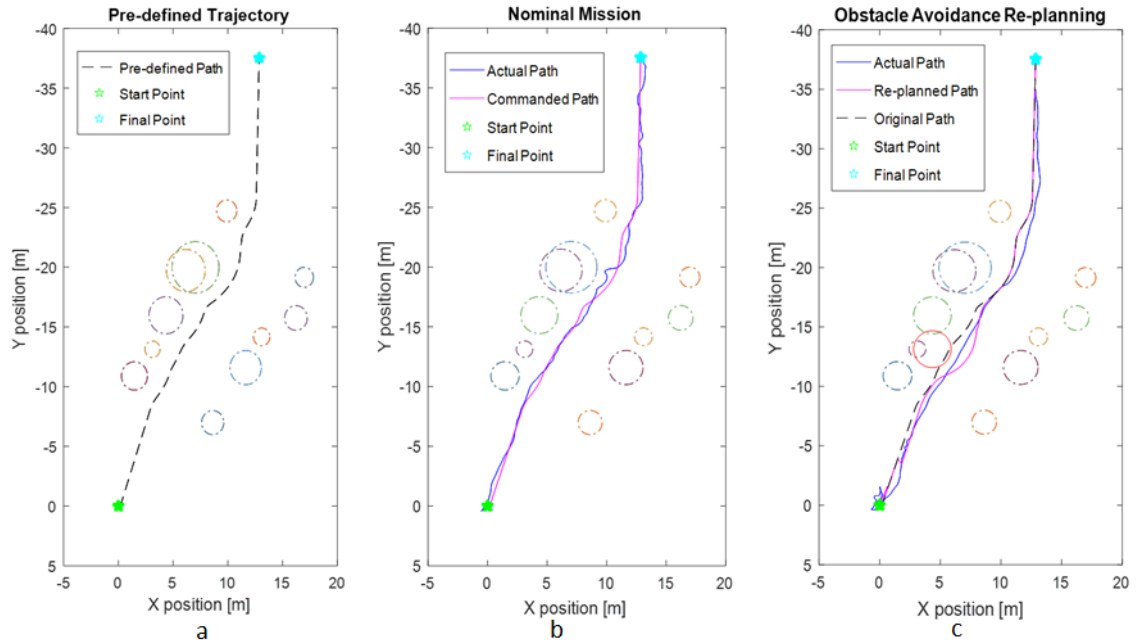 Pre-defined Trajectory
-40
-35
-30
-25
-20
-15
-10
-5
0
5
Y position [m]
Pre-defined Path
Start Point
Final Point
-5 0 5 10 15 20
X position [m]
a
Nominal Mission
-40
-35
-30
-25
-20
-15
-10
-5
0
5
Y position [m]
Actual Path
Commanded Path
Start Point
Final Point
-5 0 5 10 15 20
X position [m]
b
Obstacle Avoidance Re-planning
-40
-35
-30
-25
-20
-15
-10
-5
0
5
Y position [m]
Actual Path
Re-planned Path
Original Path
Start Point
Final Point
-5 0 5 10 15 20
X position [m]
c